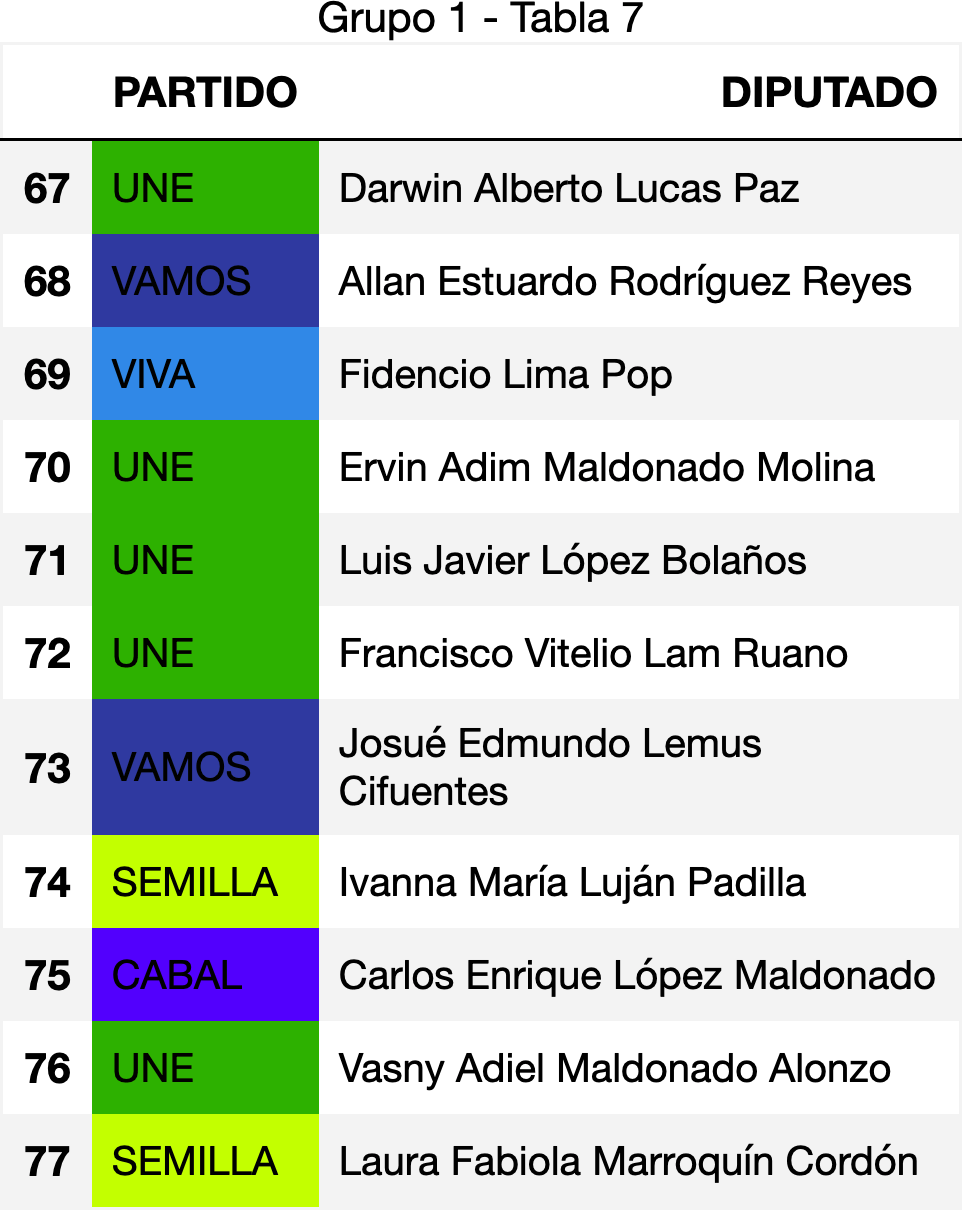 Grupo 1 - Tabla 7
PARTIDO DIPUTADO
67 UNE Darwin Alberto Lucas Paz
68 VAMOS Allan Estuardo Rodríguez Reyes
69 VIVA Fidencio Lima Pop
70 UNE Ervin Adim Maldonado Molina
71 UNE Luis Javier López Bolaños
72 UNE Francisco Vitelio Lam Ruano
73 VAMOS Josué Edmundo Lemus
Cifuentes
74 SEMILLA Ivanna María Luján Padilla
75 CABAL Carlos Enrique López Maldonado
76 UNE Vasny Adiel Maldonado Alonzo
77 SEMILLA Laura Fabiola Marroquín Cordón